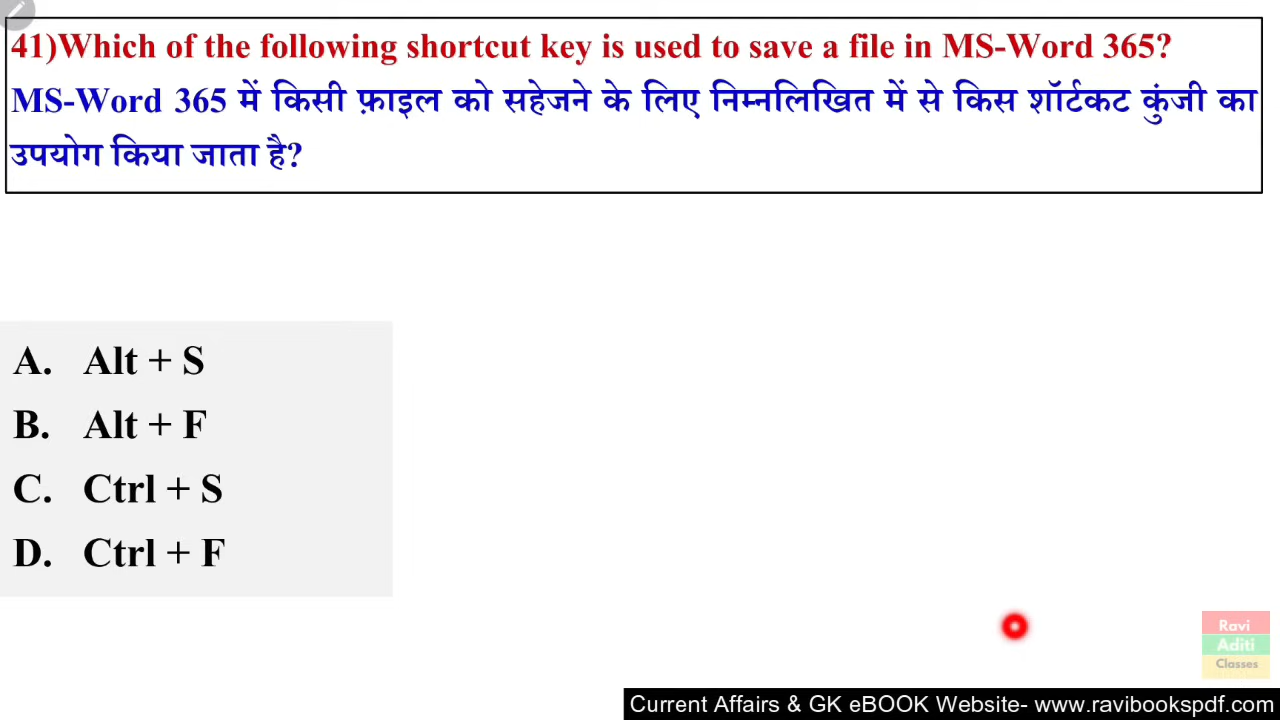 41)Which of the following shortcut key is used to save a file in MS-Word 365?
MS-Word 365 में किसी फ़ाइल को सहेजने के लिए निम्नलिखित में से किस शॉर्टकट कुंजी का
उपयोग किया जाता है?
A. Alt + S
B. Alt + F
C. Ctrl + S
D. Ctrl + F
Ravi
Aditi
Classes
Current Affairs & GK eBOOK Website- www.ravibookspdf.com